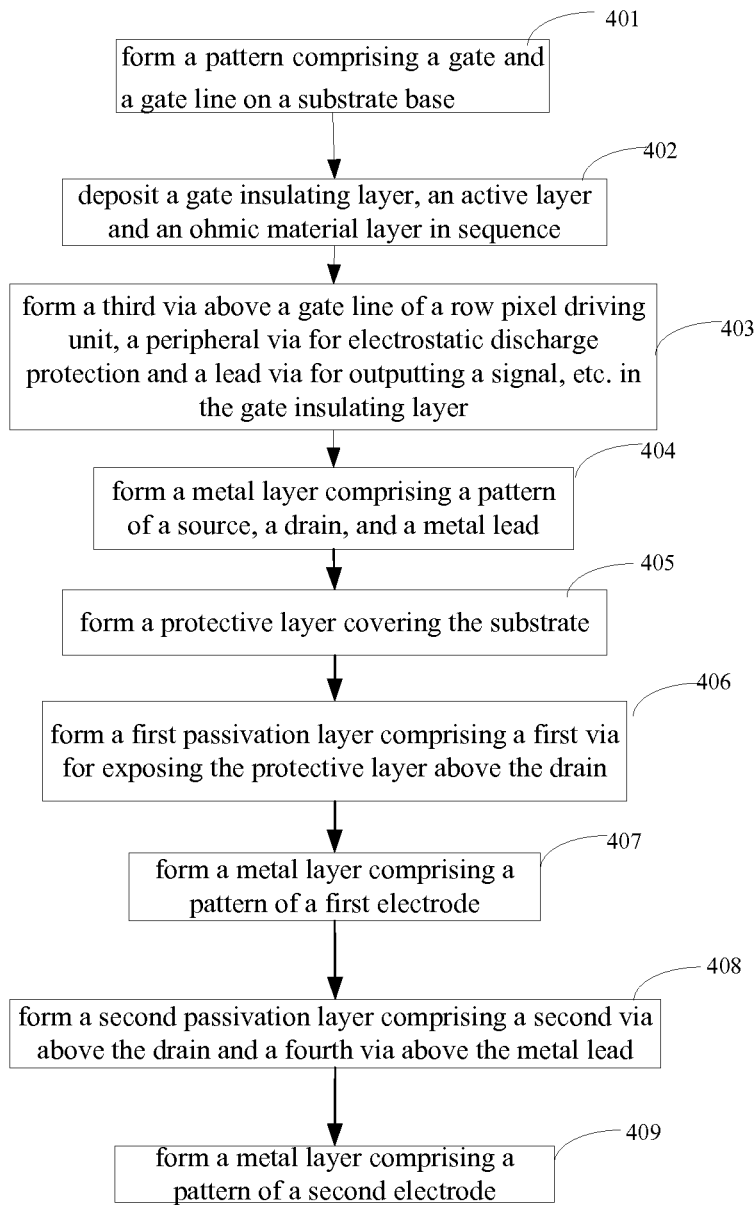 401
form a pattern comprising a gate and
a gate line on a substrate base
402
deposit a gate insulating layer, an active layer
and an ohmic material layer in sequence
403
form a third via above a gate line of a row pixel driving
unit, a peripheral via for electrostatic discharge
protection and a lead via for outputting a signal, etc. in
the gate insulating layer
404
form a metal layer comprising a pattern
of a source, a drain, and a metal lead
405
form a protective layer covering the substrate
406
form a first passivation layer comprising a first via
for exposing the protective layer above the drain
407
form a metal layer comprising a
pattern of a first electrode
408
form a second passivation layer comprising a second via
above the drain and a fourth via above the metal lead
409
form a metal layer comprising a
pattern of a second electrode